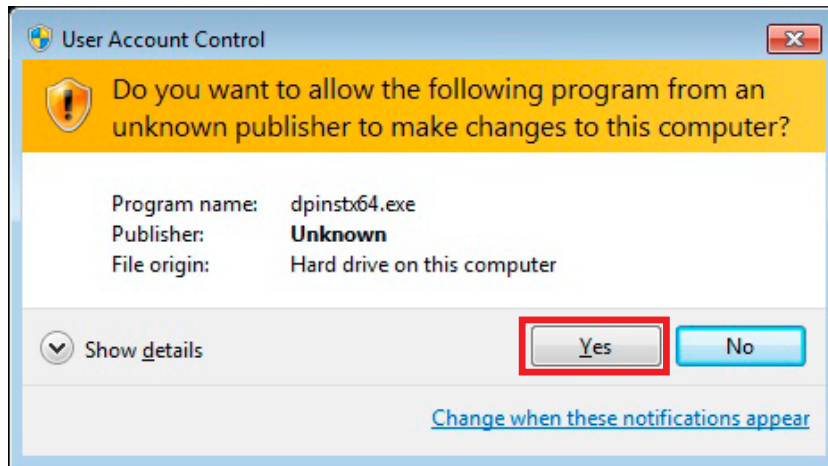 User Account Control
Do you want to allow the following program from an
unknown publisher to make changes to this computer?
Program name: dpinstx64.exe
Publisher: Unknown
File origin: Hard drive on this computer
Show details
Yes
No
Change when these notifications appear